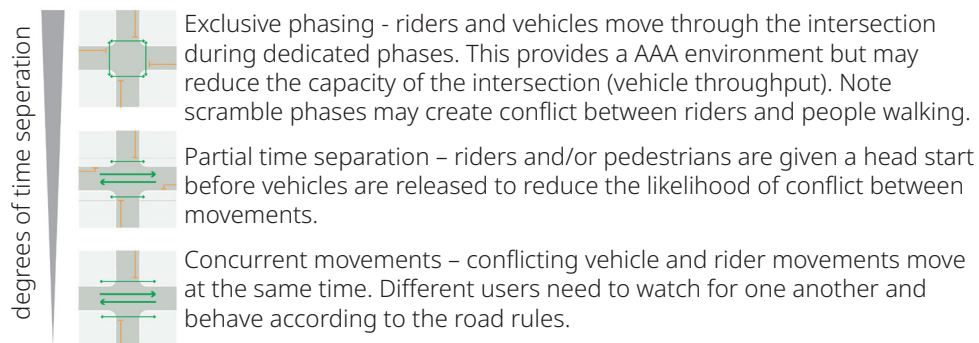 degrees of time seperation
Exclusive phasing - riders and vehicles move through the intersection
during dedicated phases. This provides a AAA environment but may
reduce the capacity of the intersection (vehicle throughput). Note
scramble phases may create conflict between riders and people walking.
Partial time separation – riders and/or pedestrians are given a head start
before vehicles are released to reduce the likelihood of conflict between
movements.
Concurrent movements – conflicting vehicle and rider movements move
at the same time. Different users need to watch for one another and
behave according to the road rules.